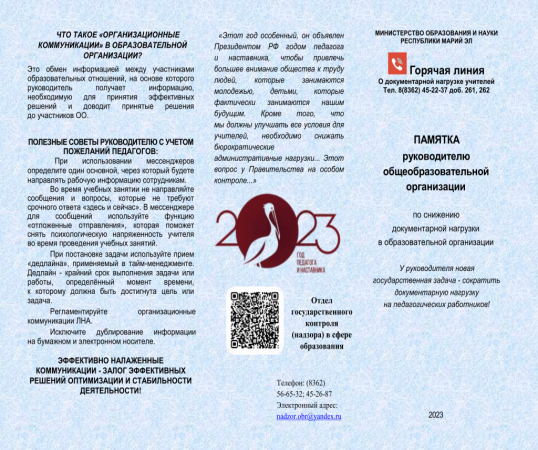 ЧТО ТАКОЕ «ОРГАНИЗАЦИОННЫЕ
КОММУНИКАЦИИ» В ОБРАЗОВАТЕЛЬНОЙ
ОРГАНИЗАЦИИ?
Это обмен информацией между участниками
образовательных отношений, на основе которого
руководитель получает информацию,
необходимую для принятия эффективных
решений и доводит принятые решения
до участников ОО.
ПОЛЕЗНЫЕ СОВЕТЫ РУКОВОДИТЕЛЮ С УЧЕТОМ
ПОЖЕЛАНИЙ ПЕДАГОГОВ:
При использовании мессенджеров
определите один основной, через который будете
направлять рабочую информацию сотрудникам.
Во время учебных занятии не направляйте
сообщения и вопросы, которые не требуют
срочного ответа «здесь и сейчас». В мессенджере
для сообщений используйте функцию
«отложенные отправления», которая поможет
снять психологическую напряженность учителя
во время проведения учебных занятий.
При постановке задачи используйте прием
«дедлайна», применяемый в тайм-менеджменте.
Дедлайн - крайний срок выполнения задачи или
работы, определённый момент времени,
к которому должна быть достигнута цель или
задача.
Регламентируйте организационные
коммуникации ЛНА.
Исключите дублирование информации
на бумажном и электронном носителе.
ЭФФЕКТИВНО НАЛАЖЕННЫЕ
КОММУНИКАЦИИ - ЗАЛОГ ЭФФЕКТИВНЫХ
РЕШЕНИЙ ОПТИМИЗАЦИИ И СТАБИЛЬНОСТИ
ДЕЯТЕЛЬНОСТИ!
«Этот год особенный, он объявлен
Президентом РФ годом педагога
и наставника, чтобы привлечь
большее внимание общества к труду
людей, которые занимаются
молодежью, детьми, которые
фактически занимаются нашим
будущим. Кроме того, что
мы должны улучшать все условия для
учителей, необходимо снижать
бюрократические
административные нагрузки... Этот
вопрос у Правительства на особом
контроле...»
2023
ГОД
ПЕДАГОГА
И НАСТАВНИКА
Отдел
государственного
контроля
(надзора) в сфере
образования
Телефон: (8362)
56-65-32; 45-26-87
Электронный адрес:
nadzor.obr@yandex.ru
МИНИСТЕРСТВО ОБРАЗОВАНИЯ И НАУКИ
РЕСПУБЛИКИ МАРИЙ ЭЛ
Горячая линия
О документарной нагрузке учителей
Тел. 8(8362) 45-22-37 доб. 261, 262
ПАМЯТКА
руководителю
общеобразовательной
организации
по снижению
документарной нагрузки
в образовательной организации
У руководителя новая
государственная задача - сократить
документарную нагрузку
на педагогических работников!
2023